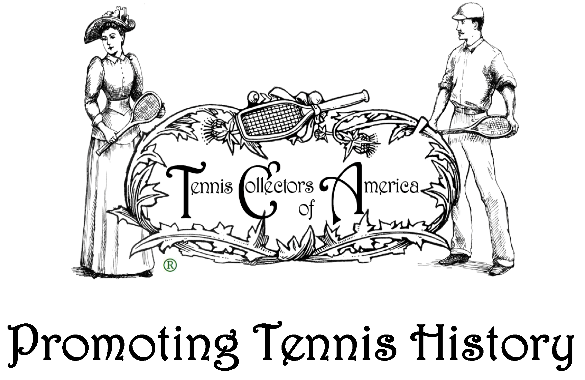 Tennis Collectors
of America
®
Promoting Tennis History